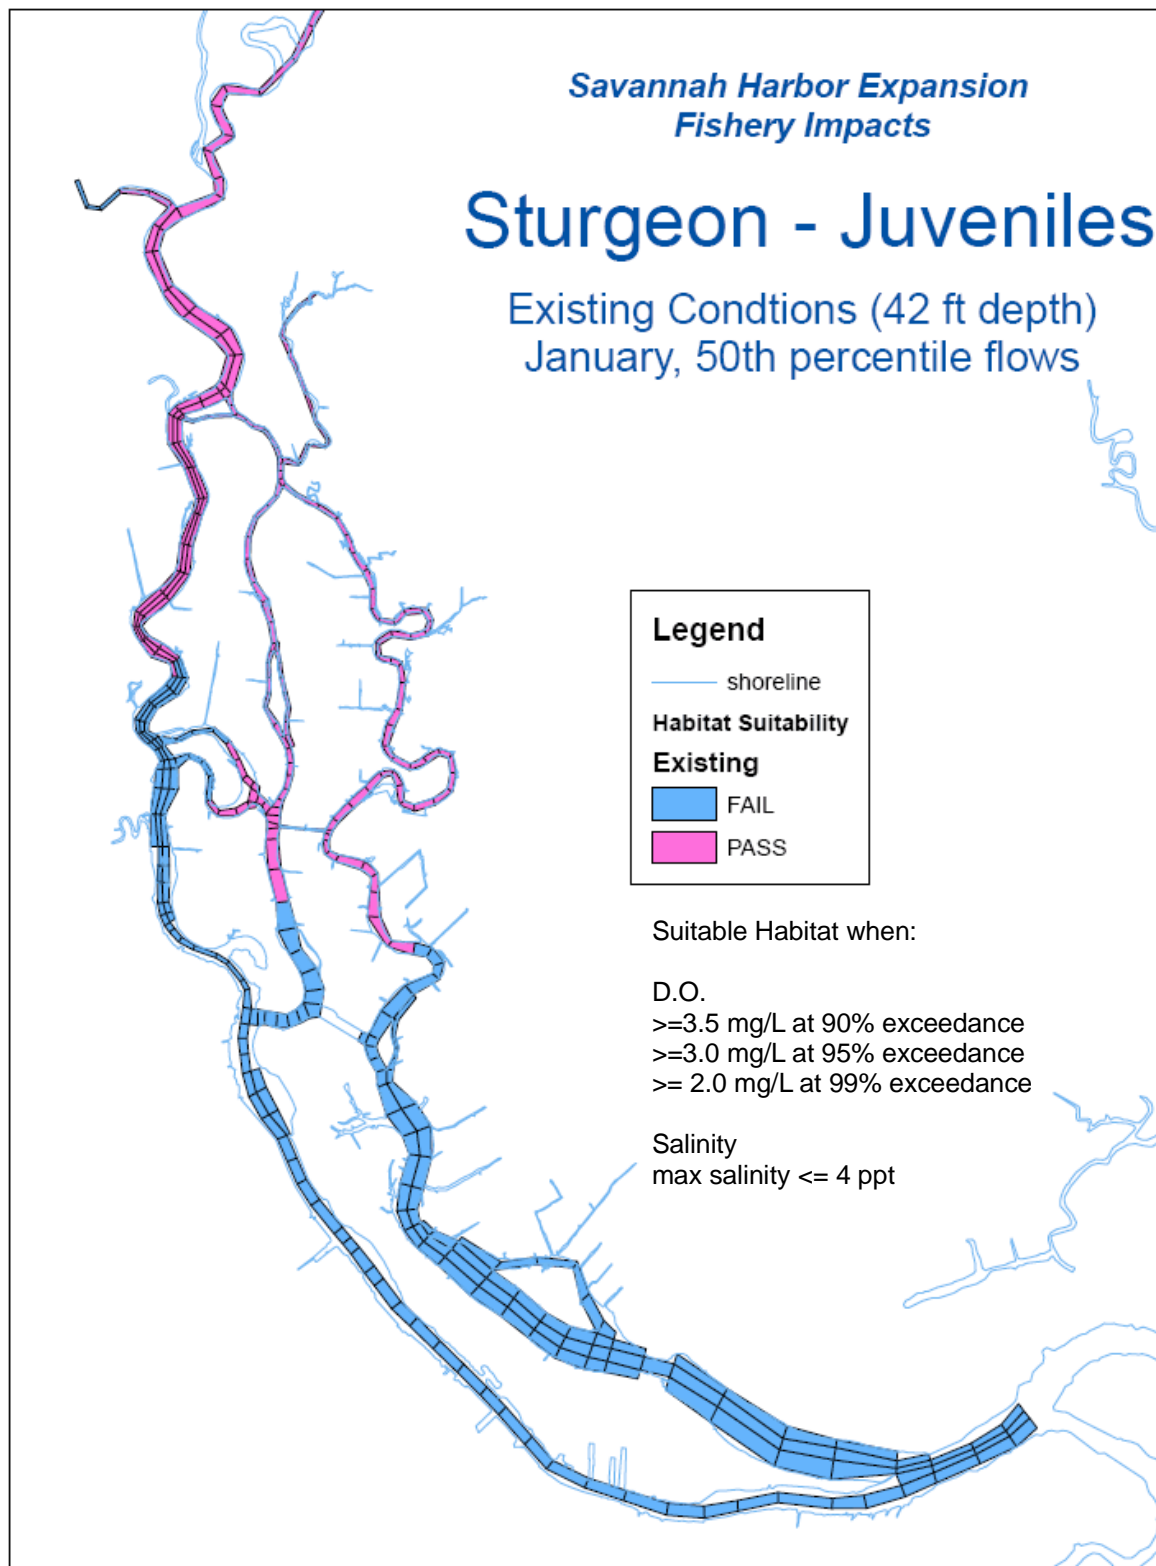 Savannah Harbor Expansion
Fishery Impacts
Sturgeon - Juveniles
Existing Condtions (42 ft depth)
January, 50th percentile flows
Legend
shoreline
Habitat Suitability
Existing
FAIL
PASS
Suitable Habitat when:
D.O.
>=3.5 mg/L at 90% exceedance
>=3.0 mg/L at 95% exceedance
>= 2.0 mg/L at 99% exceedance
Salinity
max salinity <= 4 ppt